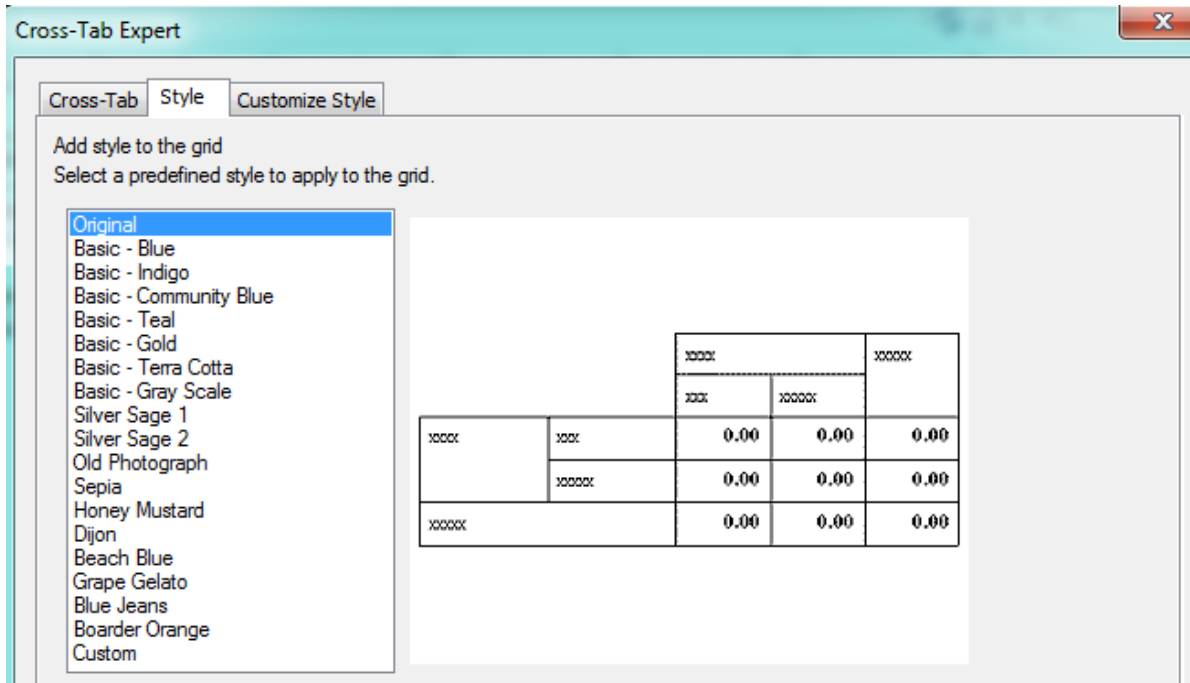 Cross-Tab Expert
Cross-Tab Style Customize Style
Add style to the grid
Select a predefined style to apply to the grid.
Original
Basic - Blue
Basic - Indigo
Basic - Community Blue
Basic - Teal
Basic - Gold
Basic - Terra Cotta
Basic - Gray Scale
Silver Sage 1
Silver Sage 2
Old Photograph
Sepia
Honey Mustard
Dijon
Beach Blue
Grape Gelato
Blue Jeans
Boarder Orange
Custom
xxxx xxxxx
xxx xxxxx
xxxx xxx 0.00 0.00 0.00
xxxxx 0.00 0.00 0.00
xxxxx 0.00 0.00 0.00